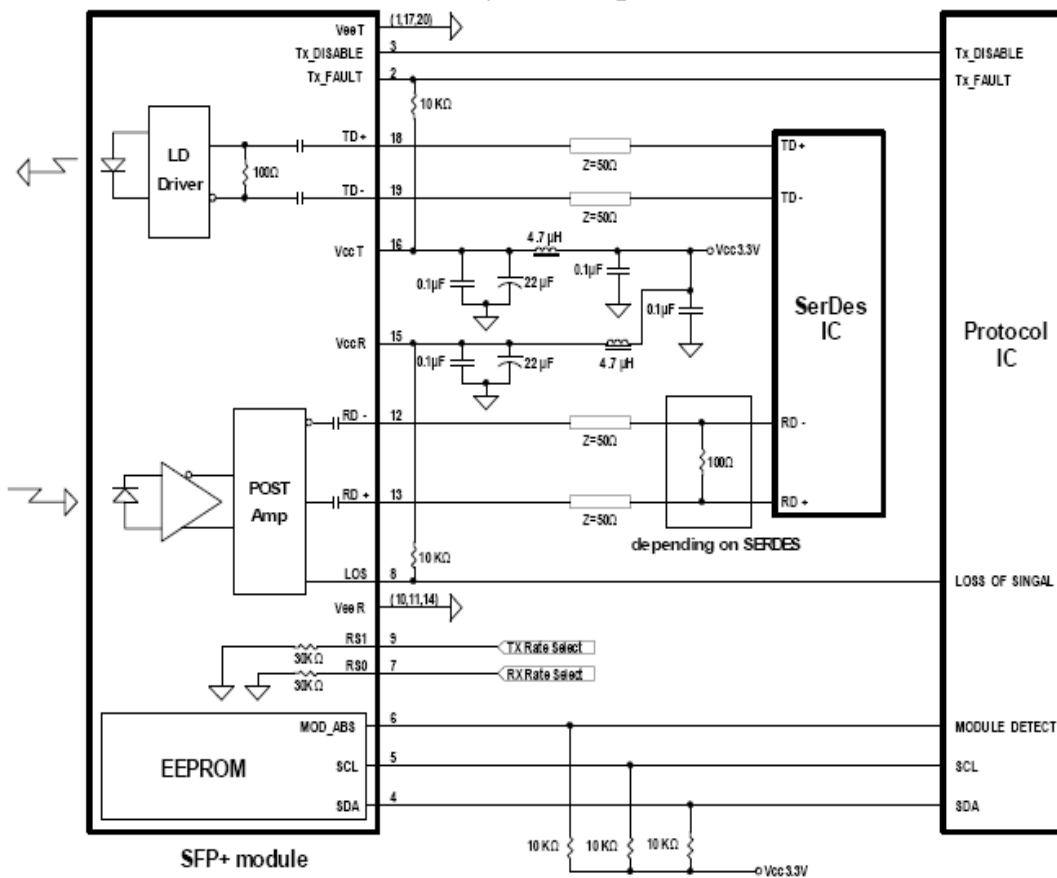 VeeT (1,17,20)
Tx_DISABLE 3 Tx_DISABLE
Tx_FAULT 2 Tx_FAULT
10 KΩ
LD
Driver
100Ω
TD+ 18 Z=50Ω TD+
TD- 19 Z=50Ω TD-
VccT 16 4.7 µH Vcc3.3V
0.1µF 22 µF 0.1µF 0.1µF
SerDes
IC
Protocol
IC
VccR 15 4.7 µH
0.1µF 22 µF
RD - 12 Z=50Ω RD -
100Ω
POST
Amp
RD + 13 Z=50Ω RD +
depending on SERDES
10 KΩ
LOS 8 LOSS OF SINGAL
VeeR (10,11,14)
RS1 9 TX Rate Select
30KΩ
RS0 7 RX Rate Select
30KΩ
MOD_ABS 6 MODULE DETECT
EEPROM
SCL 5 SCL
SDA 4 SDA
10 KΩ 10 KΩ 10 KΩ
Vcc3.3V
SFP+ module